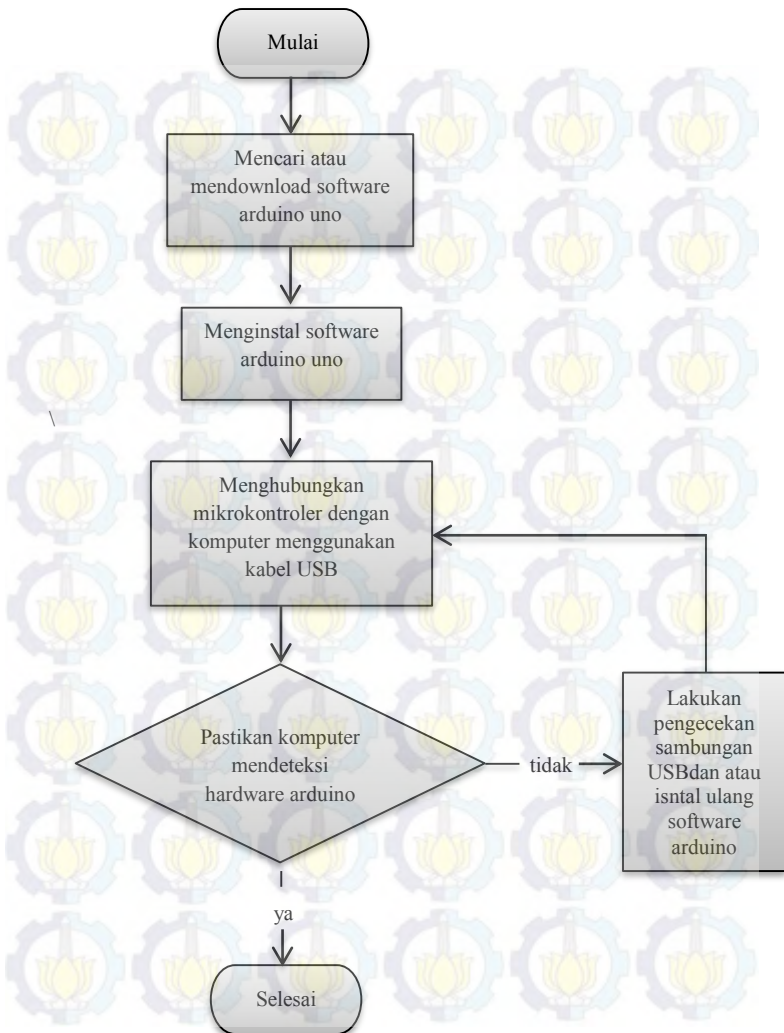 Mulai
Mencari atau
mendownload software
arduino uno
Menginstal software
arduino uno
\
Menghubungkan
mikrokontroler dengan
komputer menggunakan
kabel USB
Pastikan komputer
mendeteksi
hardware arduino
tidak
Lakukan
pengecekan
sambungan
USBdan atau
isntal ulang
software
arduino
ya
Selesai